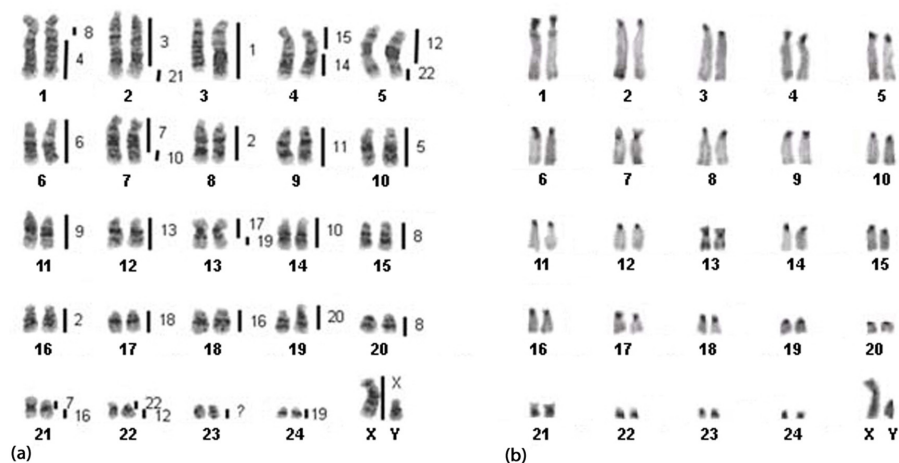 8 4 3 21 1 15 14 12 22
1 2 3 4 5
6 7 10 2 11 5
6 7 8 9 10
9 13 17 19 10 8
11 12 13 14 15
2 18 16 20 8
16 17 18 19 20
7 16 22 12 ? 19 X
21 22 23 24 X Y
(a)
1 2 3 4 5
6 7 8 9 10
11 12 13 14 15
16 17 18 19 20
21 22 23 24 X Y
(b)